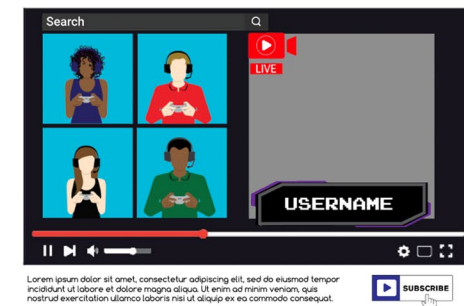 Search
LIVE
USERNAME
Lorem ipsum dolor sit amet, consectetur adipiscing elit, sed do eiusmod tempor
incididunt ut labore et dolore magna aliqua. Ut enim ad minim veniam, quis
nostrud exercitation ullamco laboris nisi ut aliquip ex ea commodo consequat.
SUBSCRIBE